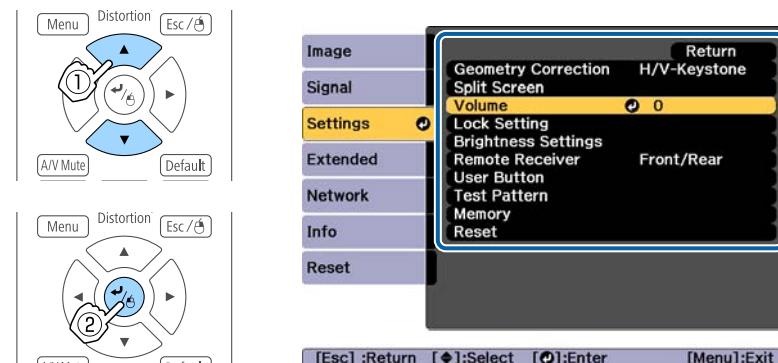 Menu Distortion Esc/
1
A/V Mute Default
Menu Distortion Esc/
2
Image
Signal
Settings
Extended
Network
Info
Reset
Return
Geometry Correction H/V-Keystone
Split Screen
Volume 0
Lock Setting
Brightness Settings
Remote Receiver Front/Rear
User Button
Test Pattern
Memory
Reset
[Esc] :Return [◆]:Select [⏎]:Enter [Menu]:Exit